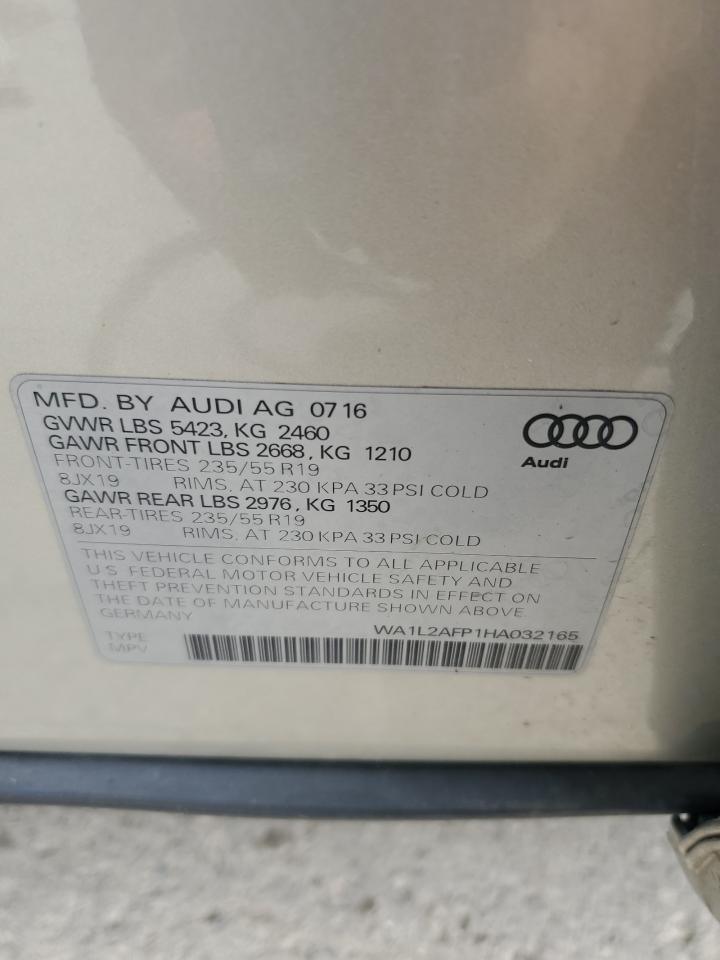 MFD. BY AUDI AG 07 16
GVWR LBS 5423, KG 2460
GAWR FRONT LBS 2668, KG 1210
FRONT-TIRES 235/55 R19
8JX19 RIMS, AT 230 KPA 33 PSI COLD
GAWR REAR LBS 2976, KG 1350
REAR-TIRES 235/55 R19
8JX19 RIMS, AT 230 KPA 33 PSI COLD
Audi
THIS VEHICLE CONFORMS TO ALL APPLICABLE
U.S. FEDERAL MOTOR VEHICLE SAFETY AND
THEFT PREVENTION STANDARDS IN EFFECT ON
THE DATE OF MANUFACTURE SHOWN ABOVE.
GERMANY
WA1L2AFP1HA032165
TYPE
MPV